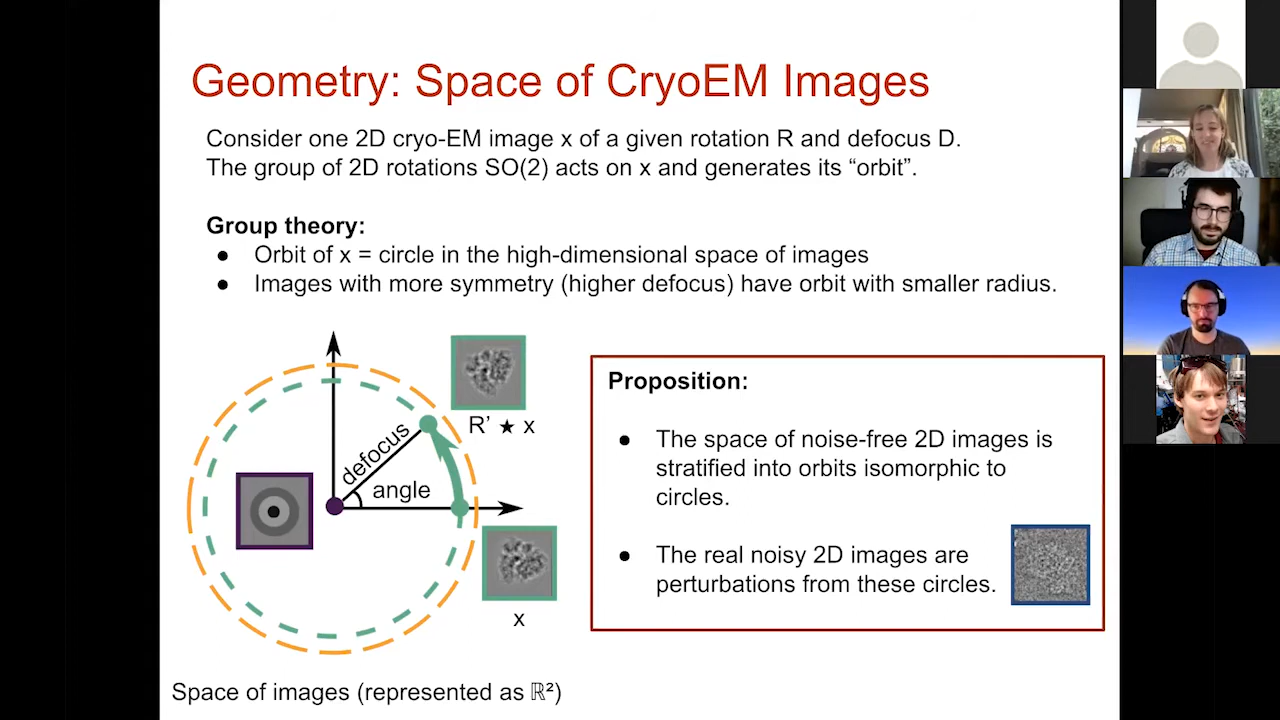 Geometry: Space of CryoEM Images
Consider one 2D cryo-EM image x of a given rotation R and defocus D.
The group of 2D rotations SO(2) acts on x and generates its “orbit”.
Group theory:
● Orbit of x = circle in the high-dimensional space of images
● Images with more symmetry (higher defocus) have orbit with smaller radius.
R’ ★ x
defocus
angle
x
Space of images (represented as ℝ²)
Proposition:
● The space of noise-free 2D images is
stratified into orbits isomorphic to
circles.
● The real noisy 2D images are
perturbations from these circles.